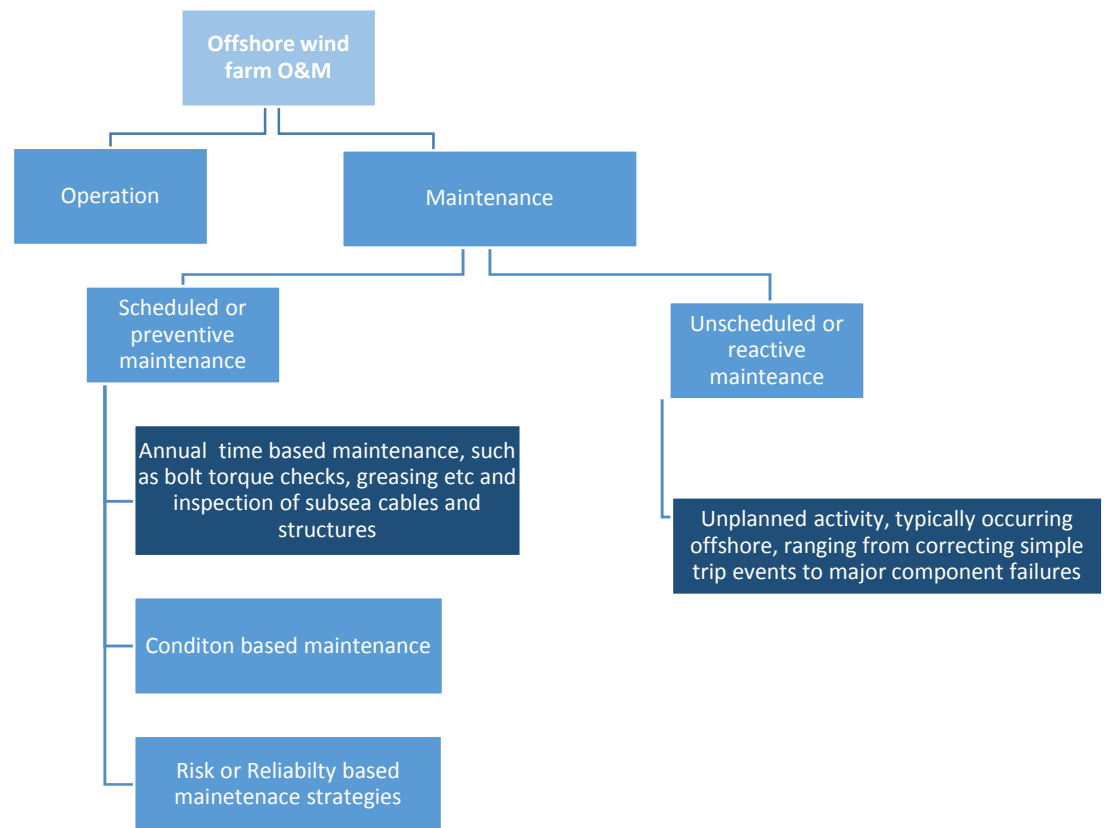 Offshore wind
farm O&M
Operation
Maintenance
Scheduled or
preventive
maintenance
Unscheduled or
reactive
mainteance
Annual time based maintenance, such
as bolt torque checks, greasing etc and
inspection of subsea cables and
structures
Unplanned activity, typically occurring
offshore, ranging from correcting simple
trip events to major component failures
Conditon based maintenance
Risk or Reliabilty based
mainetenace strategies